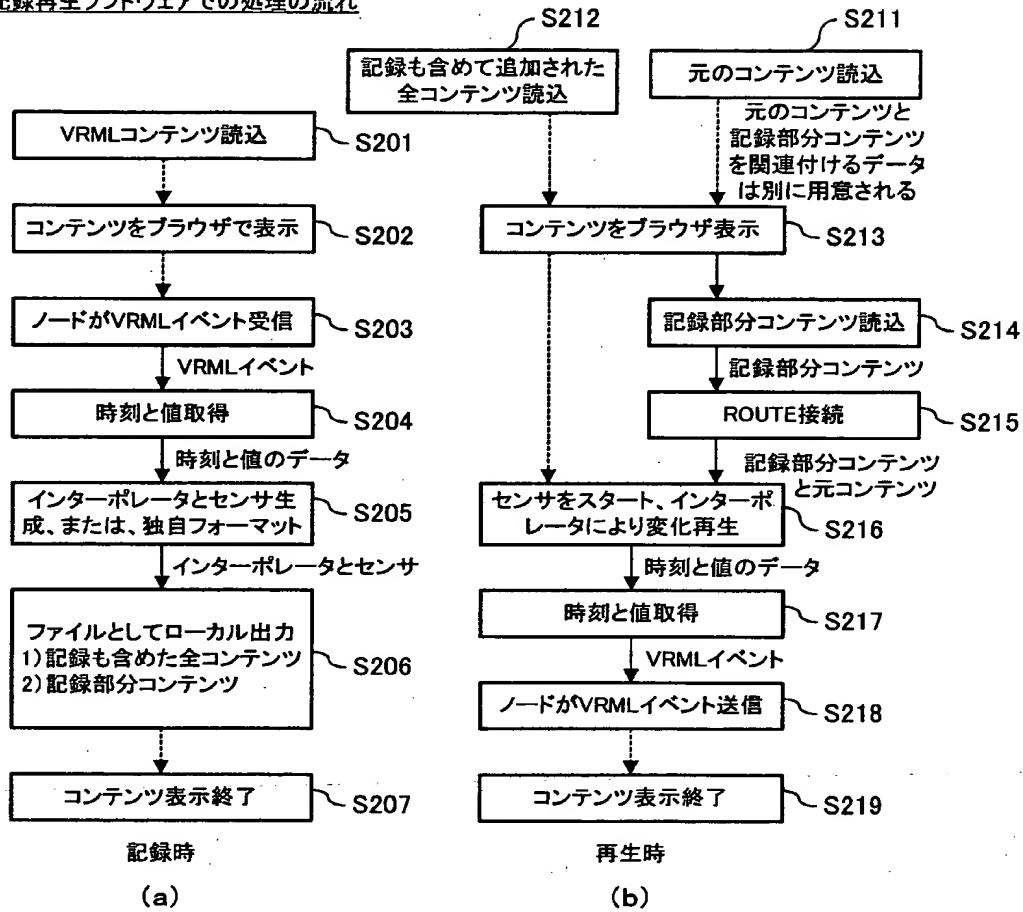 記録再生ソフトウェアでの処理の流れ
VRMLコンテンツ読込
S201
コンテンツをブラウザで表示
S202
ノードがVRMLイベント受信
S203
VRMLイベント
時刻と値取得
S204
時刻と値のデータ
インターポレータとセンサ生
成、または、独自フォーマット
S205
インターポレータとセンサ
ファイルとしてローカル出力
1)記録も含めた全コンテンツ
2)記録部分コンテンツ
S206
コンテンツ表示終了
S207
記録時
(a)
S212
記録も含めて追加された
全コンテンツ読込
S211
元のコンテンツ読込
元のコンテンツと
記録部分コンテンツ
を関連付けるデータ
は別に用意される
コンテンツをブラウザ表示
S213
記録部分コンテンツ読込
S214
記録部分コンテンツ
ROUTE接続
S215
記録部分コンテンツ
と元コンテンツ
センサをスタート、インターポ
レータにより変化再生
S216
時刻と値のデータ
時刻と値取得
S217
VRMLイベント
ノードがVRMLイベント送信
S218
コンテンツ表示終了
S219
再生時
(b)